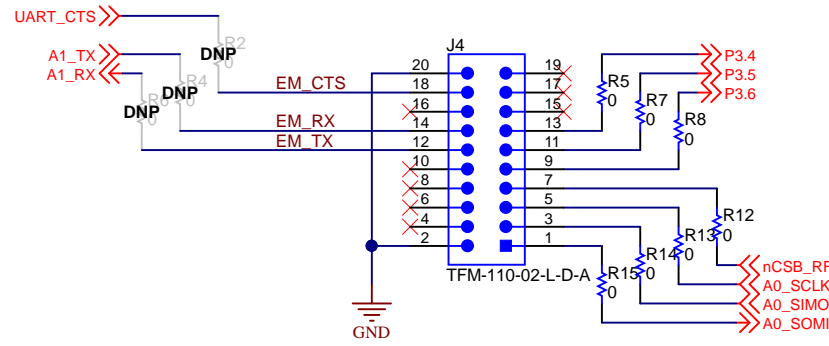 UART_CTS
R2
DNP
0
J4
A1_TX
A1_RX
R4
DNP
0
R6
DNP
0
EM_CTS
EM_RX
EM_TX
20
18
16
14
12
10
8
6
4
2
19
17
15
13
11
9
7
5
3
1
R5
0
R7
0
R8
0
P3.4
P3.5
P3.6
R12
0
R13
0
R14
0
R15
0
nCSB_RF
A0_SCLK
A0_SIMO
A0_SOMI
TFM-110-02-L-D-A
GND